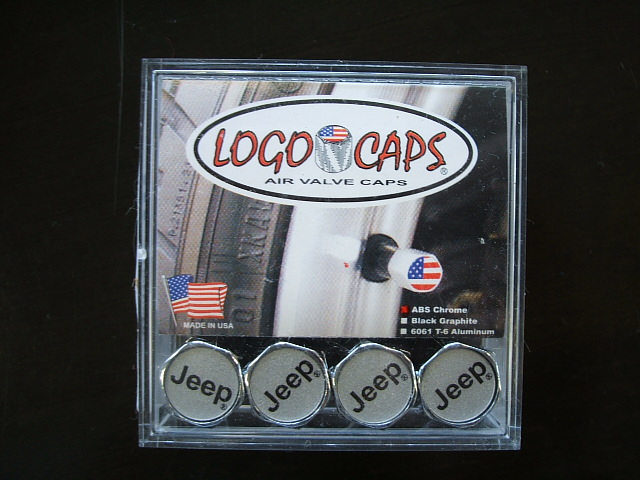 LOGO CAPS®
AIR VALVE CAPS
MADE IN USA
ABS Chrome
Black Graphite
6061 T-6 Aluminum
Jeep®
Jeep®
Jeep®
Jeep®